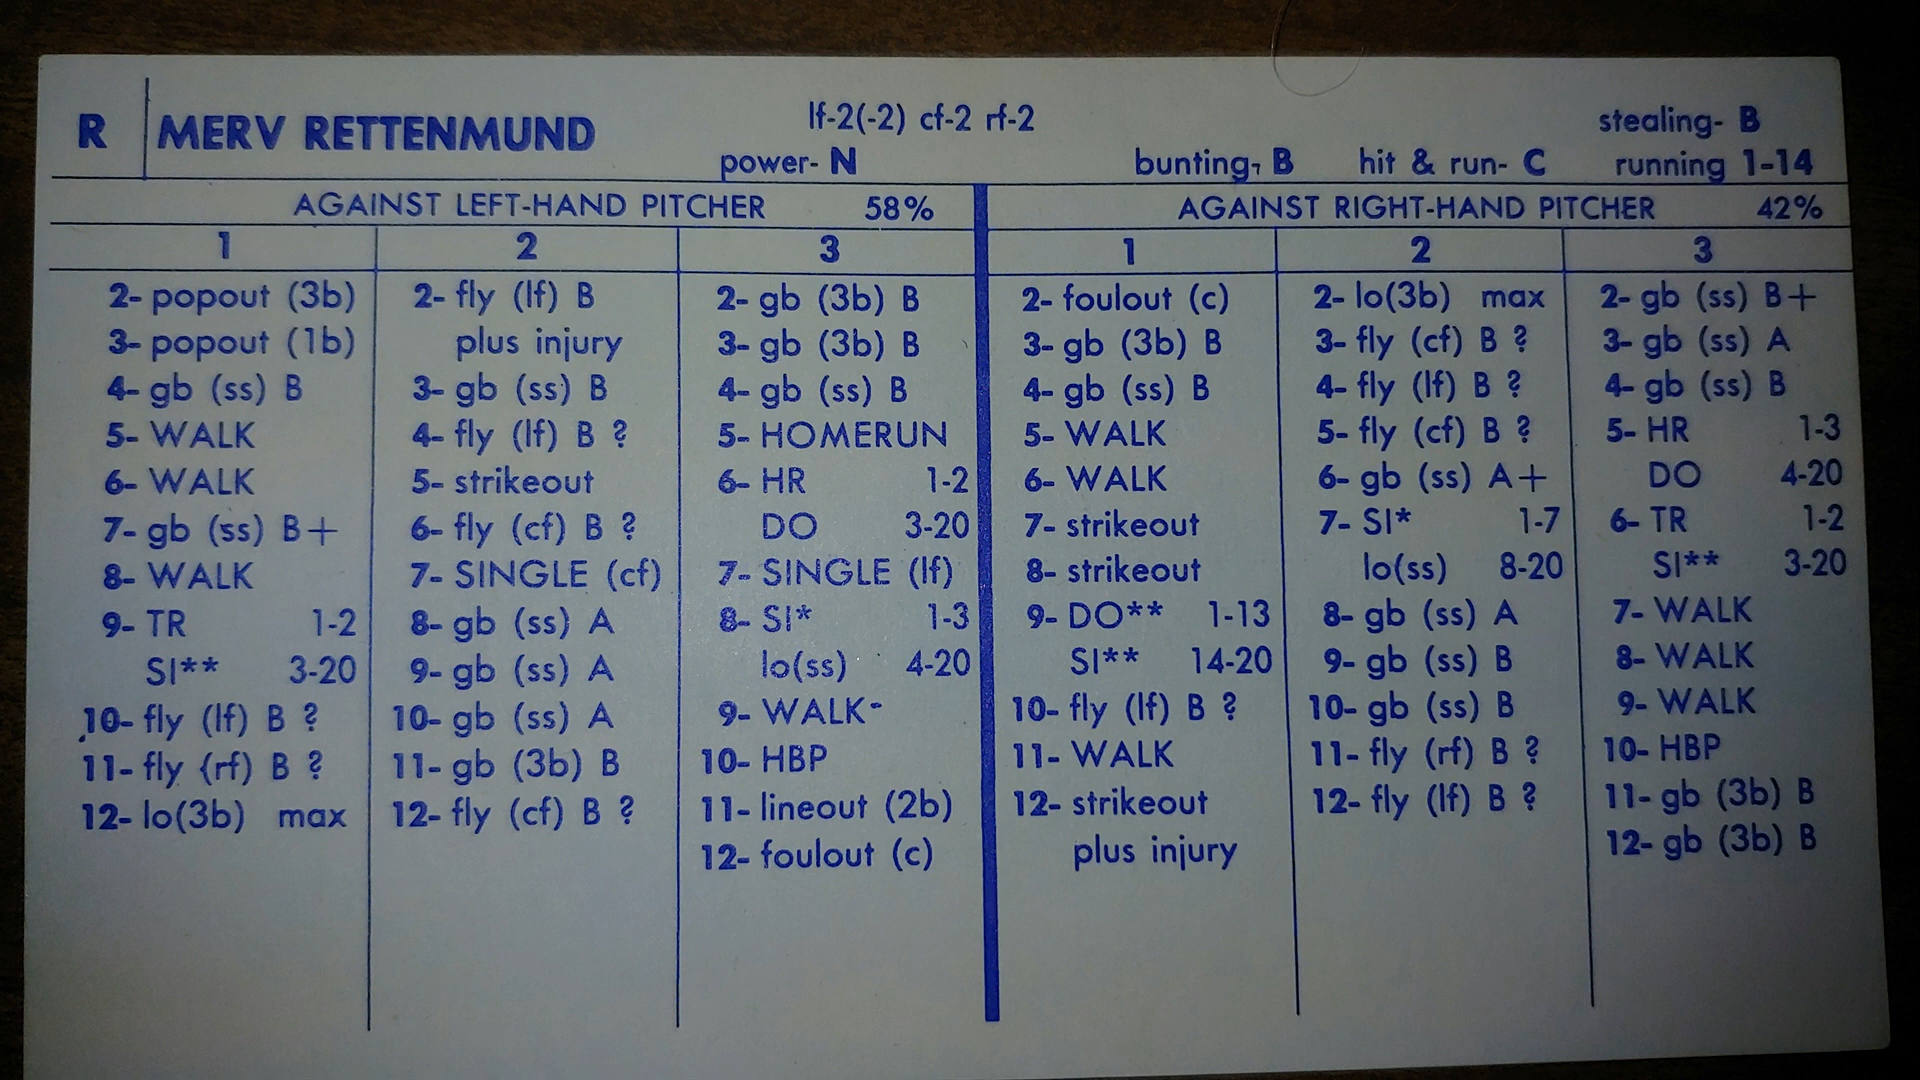 R MERV RETTENMUND lf-2(-2) cf-2 rf-2 stealing- B
power- N bunting- B hit & run- C running 1-14
AGAINST LEFT-HAND PITCHER 58% AGAINST RIGHT-HAND PITCHER 42%
1 2 3 1 2 3
2- popout (3b)
3- popout (1b)
4- gb (ss) B
5- WALK
6- WALK
7- gb (ss) B+
8- WALK
9- TR 1-2
SI** 3-20
10- fly (lf) B ?
11- fly (rf) B ?
12- lo(3b) max
2- fly (lf) B
plus injury
3- gb (ss) B
4- fly (lf) B ?
5- strikeout
6- fly (cf) B ?
7- SINGLE (cf)
8- gb (ss) A
9- gb (ss) A
10- gb (ss) A
11- gb (3b) B
12- fly (cf) B ?
2- gb (3b) B
3- gb (3b) B
4- gb (ss) B
5- HOMERUN
6- HR 1-2
DO 3-20
7- SINGLE (lf)
8- SI* 1-3
lo(ss) 4-20
9- WALK
10- HBP
11- lineout (2b)
12- foulout (c)
2- foulout (c)
3- gb (3b) B
4- gb (ss) B
5- WALK
6- WALK
7- strikeout
8- strikeout
9- DO** 1-13
SI** 14-20
10- fly (lf) B ?
11- WALK
12- strikeout
plus injury
2- lo(3b) max
3- fly (cf) B ?
4- fly (lf) B ?
5- fly (cf) B ?
6- gb (ss) A+
7- SI* 1-7
lo(ss) 8-20
8- gb (ss) A
9- gb (ss) B
10- gb (ss) B
11- fly (rf) B ?
12- fly (lf) B ?
2- gb (ss) B+
3- gb (ss) A
4- gb (ss) B
5- HR 1-3
DO 4-20
6- TR 1-2
SI** 3-20
7- WALK
8- WALK
9- WALK
10- HBP
11- gb (3b) B
12- gb (3b) B